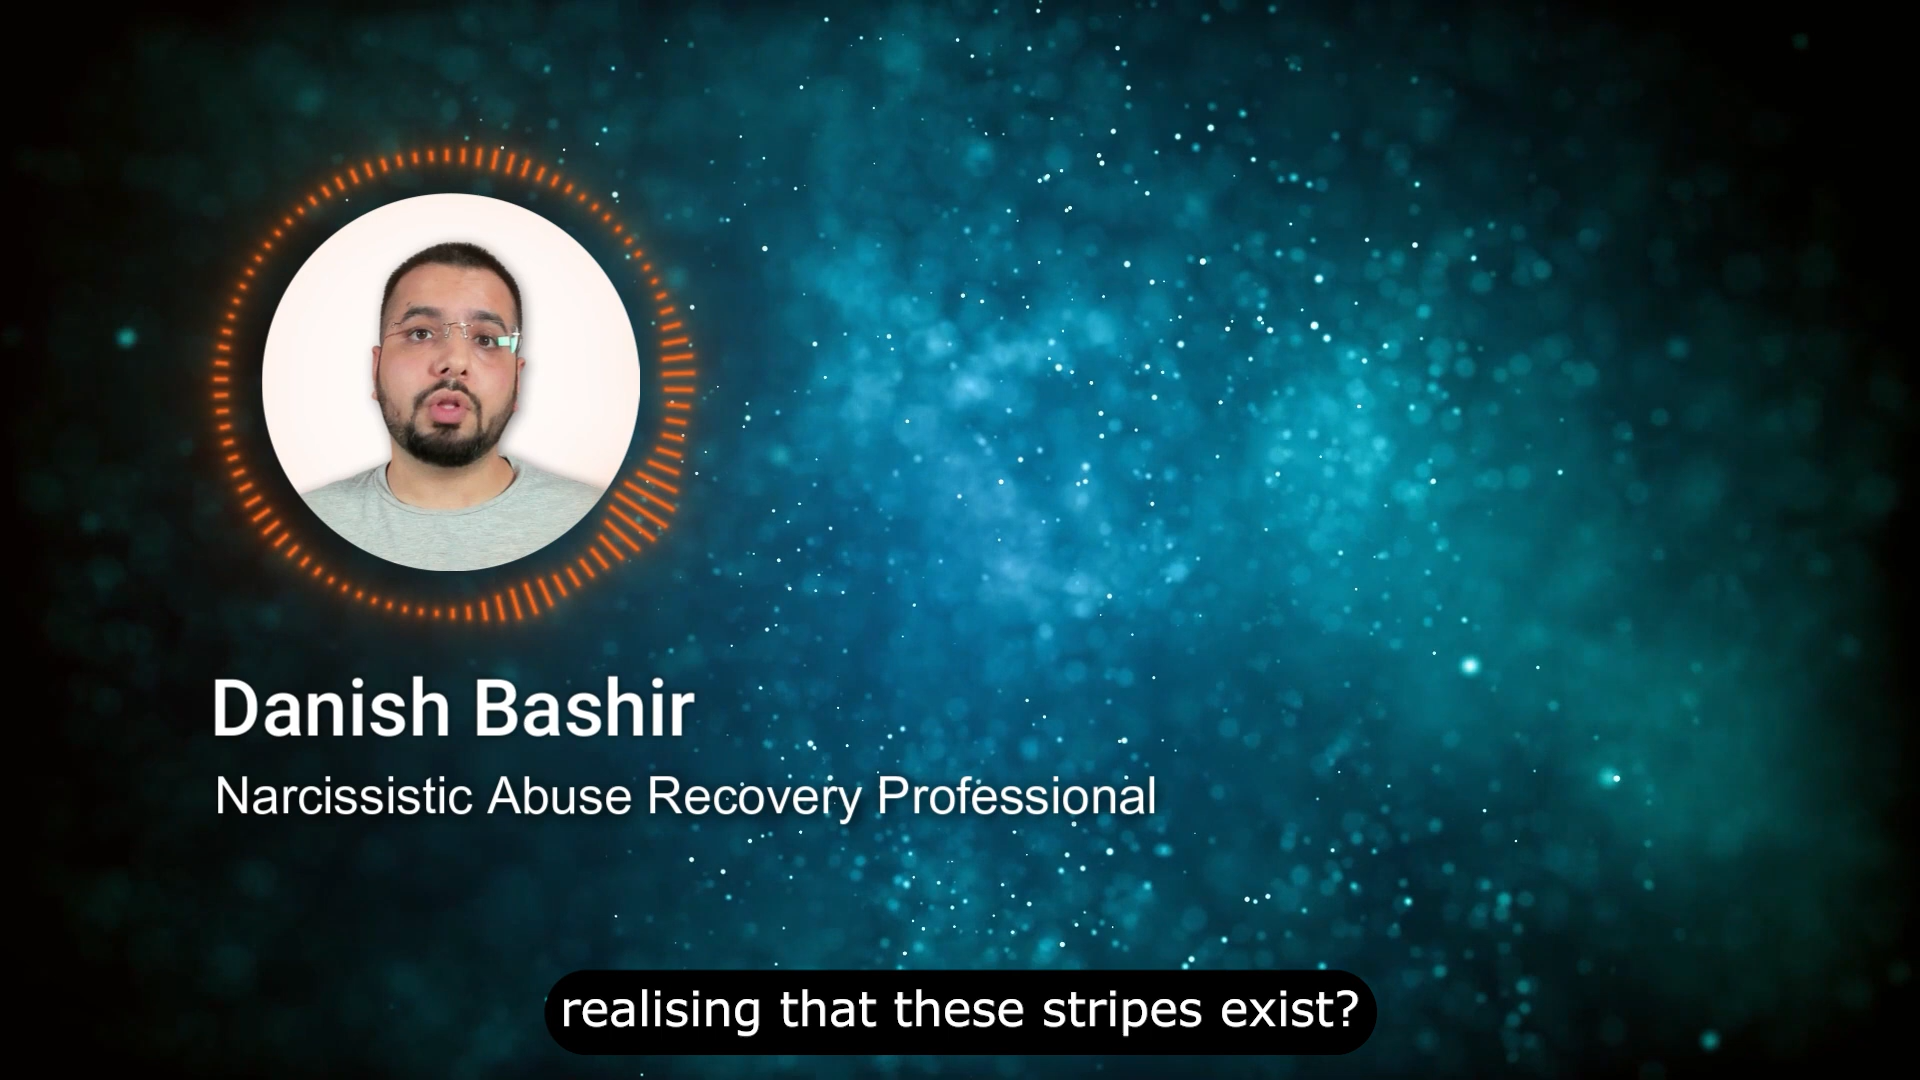 Danish Bashir
Narcissistic Abuse Recovery Professional
realising that these stripes exist?